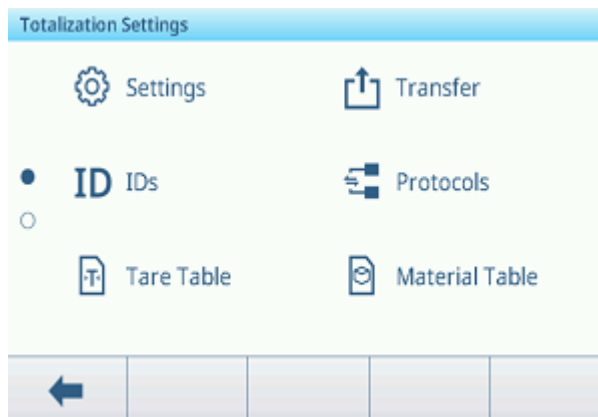 Totalization Settings
Settings
Transfer
ID IDs
Protocols
Tare Table
Material Table